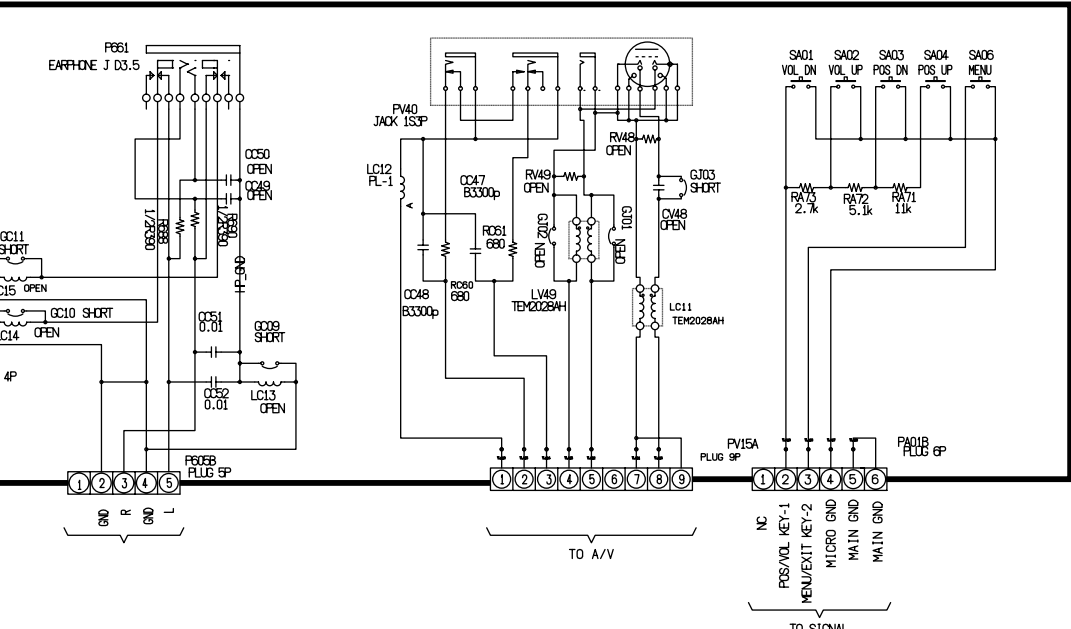 P661
EARPHONE J D3.5
CC50
OPEN
CC49
OPEN
R688
1/2R390
R690
1/2R390
HP_GND
GC11
SHORT
OPEN
GC10 SHORT
OPEN
4P
CC51
0.01
GC09
SHORT
CC52
0.01
LC13
OPEN
P605B
PLUG 5P
1
2
3
4
5
GND
R
GND
L
PV40
JACK 1S3P
LC12
PL-1
A
CC47
B3300p
RC61
680
CC48
B3300p
RC60
680
RV48
OPEN
RV49
OPEN
GJ02 OPEN
GJ01
OPEN
GJ03
SHORT
CV48
OPEN
LV49
TEM2028AH
LC11
TEM2028AH
PV15A
PLUG 9P
1
2
3
4
5
6
7
8
9
TO A/V
SA01
VOL DN
SA02
VOL UP
SA03
POS DN
SA04
POS UP
SA06
MENU
RA73
2.7k
RA72
5.1k
RA71
11k
PA01B
PLUG 6P
1
2
3
4
5
6
NC
POS/VOL KEY-1
MENU/EXIT KEY-2
MICRO GND
MAIN GND
MAIN GND
TO SIGNAL